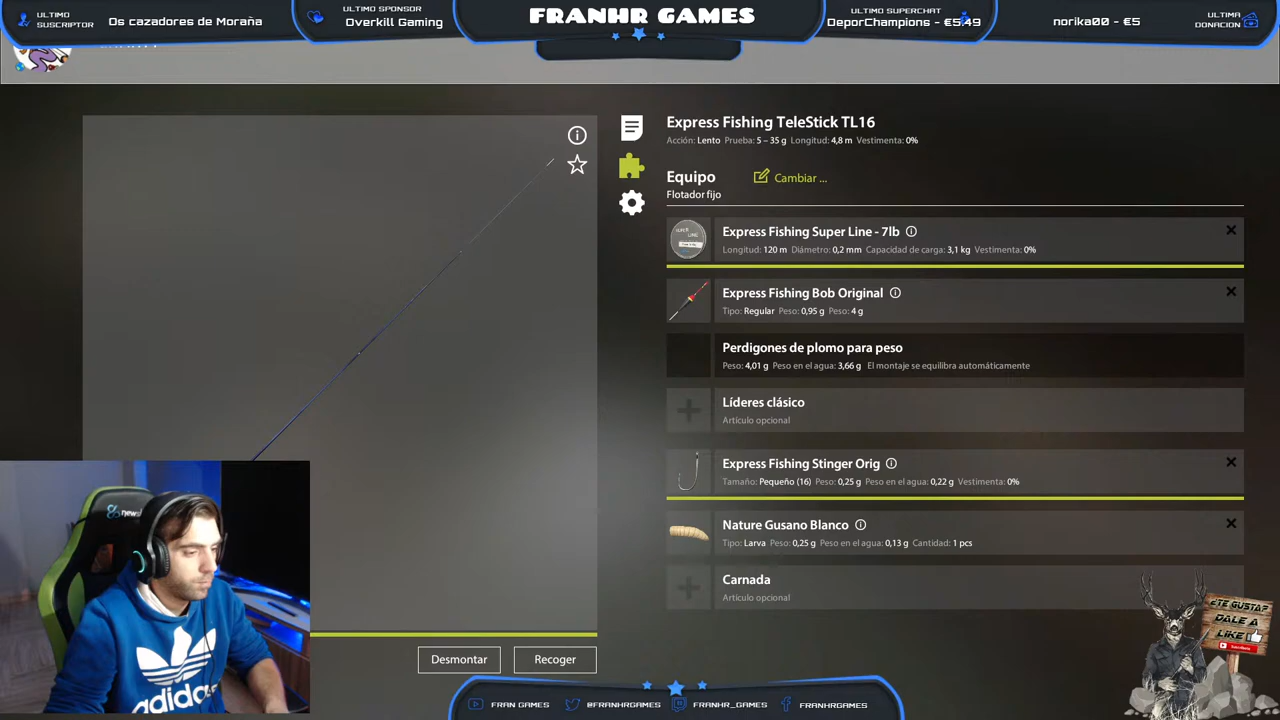 ULTIMO
SUSCRIPTOR
Os cazadores de Moraña
ULTIMO SPONSOR
Overkill Gaming
FRANHR GAMES
ULTIMO SUPERCHAT
DeporChampions - €5.49
norika00 - €5
ULTIMA
DONACION
Express Fishing TeleStick TL16
Acción: Lento Prueba: 5 – 35 g Longitud: 4,8 m Vestimenta: 0%
Equipo
Cambiar ...
Flotador fijo
Express Fishing Super Line - 7lb
Longitud: 120 m Diámetro: 0,2 mm Capacidad de carga: 3,1 kg Vestimenta: 0%
Express Fishing Bob Original
Tipo: Regular Peso: 0,95 g Peso: 4 g
Perdigones de plomo para peso
Peso: 4,01 g Peso en el agua: 3,66 g El montaje se equilibra automáticamente
Líderes clásico
Artículo opcional
Express Fishing Stinger Orig
Tamaño: Pequeño (16) Peso: 0,25 g Peso en el agua: 0,22 g Vestimenta: 0%
Nature Gusano Blanco
Tipo: Larva Peso: 0,25 g Peso en el agua: 0,13 g Cantidad: 1 pcs
Carnada
Artículo opcional
Desmontar
Recoger
adidas
DALE A
LIKE
FRAN GAMES
@FRANHRGAMES
FRANHR_GAMES
FRANHRGAMES